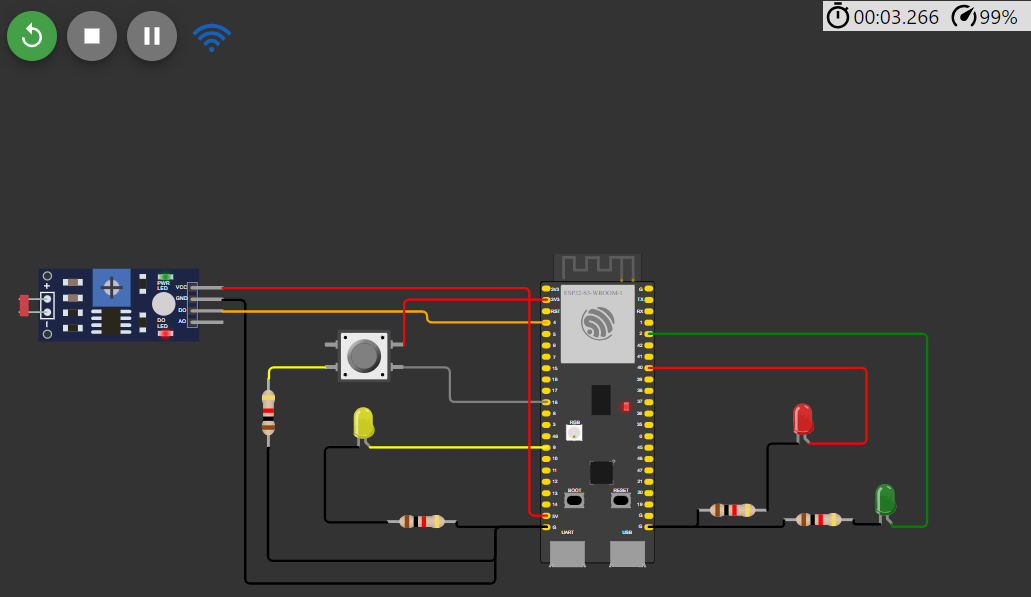 00:03.266 99%
ESP32-S3-WROOM-1
PWR
LED
VCC
GND
DO
AO
DO
LED
3V3
3V3
RST
4
5
6
7
15
16
17
18
8
3
46
9
10
11
12
13
14
5V
G
G
TX
RX
1
2
42
41
40
39
38
37
36
35
0
45
48
47
21
20
19
G
G
RGB
BOOT
RESET
UART
USB